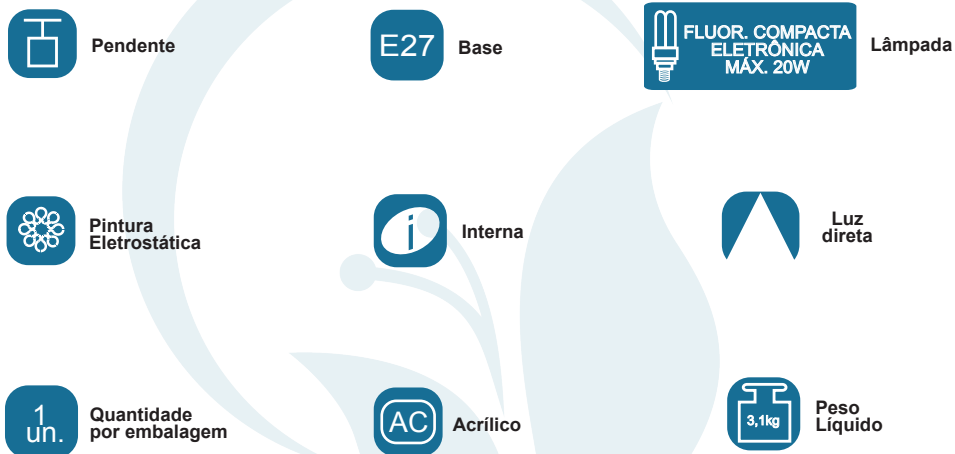 Pendente
E27
Base
FLUOR. COMPACTA
ELETRÔNICA
MÁX. 20W
Lâmpada
Pintura
Eletrostática
i
Interna
Luz
direta
1
un.
Quantidade
por embalagem
AC
Acrílico
3,1kg
Peso
Líquido